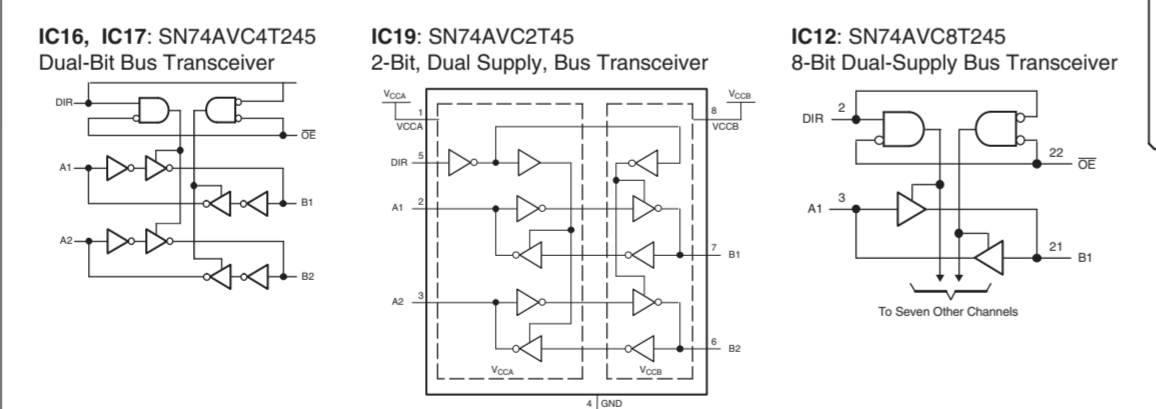 IC16, IC17: SN74AVC4T245
Dual-Bit Bus Transceiver
DIR
OE
A1
B1
A2
B2
IC19: SN74AVC2T45
2-Bit, Dual Supply, Bus Transceiver
VCCA
VCCB
1
8
VCCA
VCCB
DIR 5
A1 2
7 B1
A2 3
6 B2
VCCA
VCCB
4 GND
IC12: SN74AVC8T245
8-Bit Dual-Supply Bus Transceiver
DIR 2
22 OE
A1 3
21 B1
To Seven Other Channels